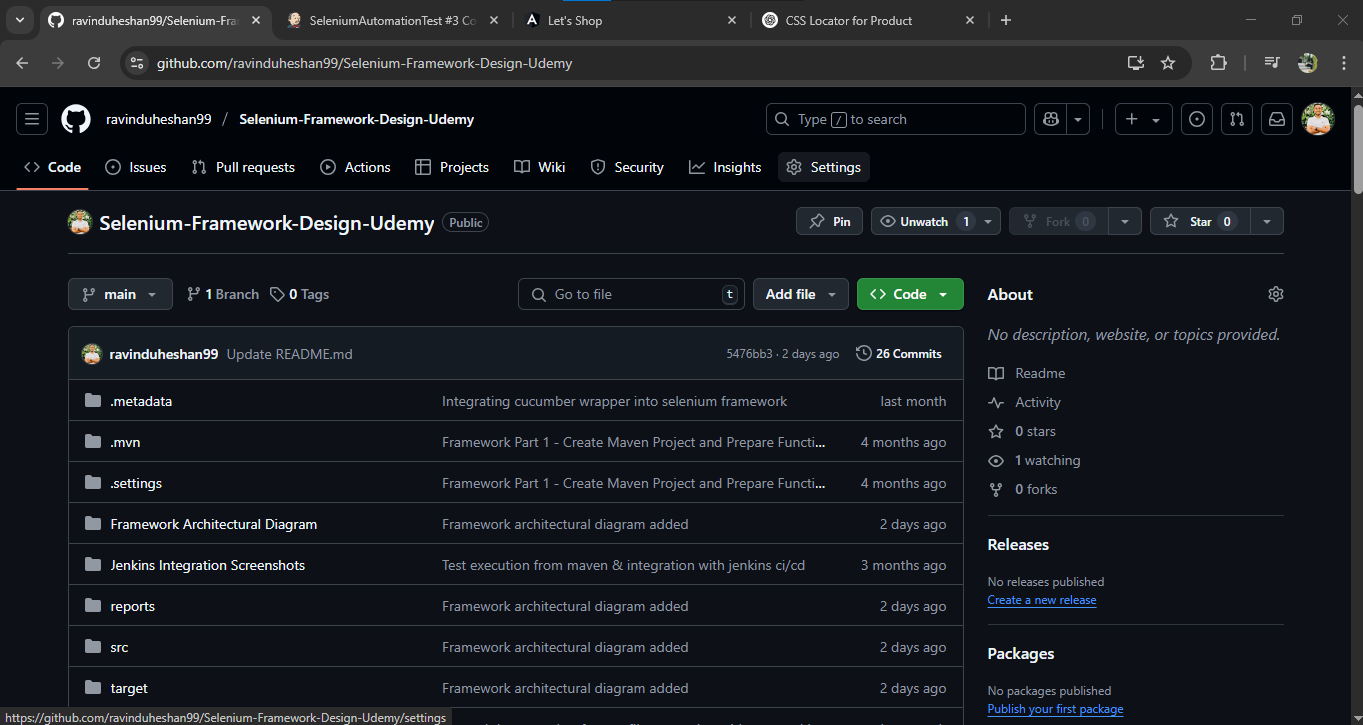 ravinduheshan99/Selenium-Fra
SeleniumAutomationTest #3 Co
Let's Shop
CSS Locator for Product
github.com/ravinduheshan99/Selenium-Framework-Design-Udemy
ravinduheshan99 / Selenium-Framework-Design-Udemy
Type / to search
Code
Issues
Pull requests
Actions
Projects
Wiki
Security
Insights
Settings
Selenium-Framework-Design-Udemy Public
Pin
Unwatch 1
Fork 0
Star 0
main
1 Branch
0 Tags
Go to file t
Add file
Code
About
No description, website, or topics provided.
Readme
Activity
0 stars
1 watching
0 forks
Releases
No releases published
Create a new release
Packages
No packages published
Publish your first package
ravinduheshan99 Update README.md 5476bb3 · 2 days ago 26 Commits
.metadata Integrating cucumber wrapper into selenium framework last month
.mvn Framework Part 1 - Create Maven Project and Prepare Functi... 4 months ago
.settings Framework Part 1 - Create Maven Project and Prepare Functi... 4 months ago
Framework Architectural Diagram Framework architectural diagram added 2 days ago
Jenkins Integration Screenshots Test execution from maven & integration with jenkins ci/cd 3 months ago
reports Framework architectural diagram added 2 days ago
src Framework architectural diagram added 2 days ago
target Framework architectural diagram added 2 days ago
https://github.com/ravinduheshan99/Selenium-Framework-Design-Udemy/settings